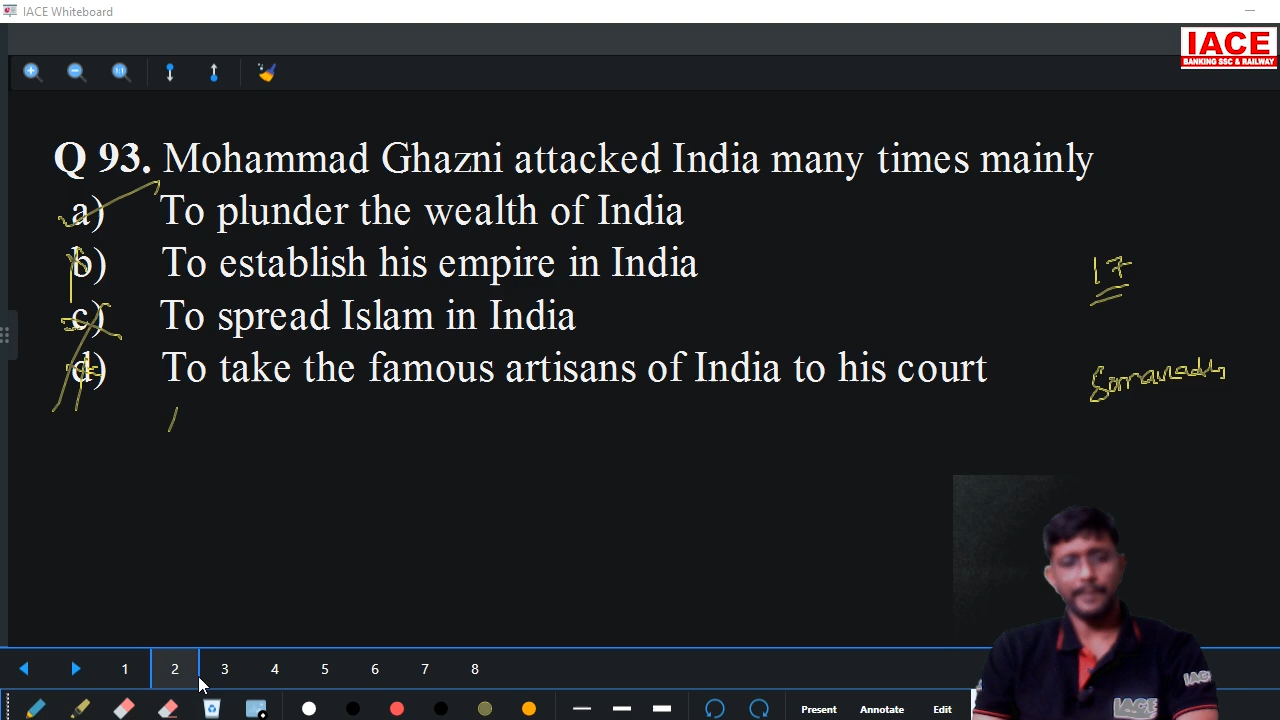 IACE Whiteboard
IACE
BANKING SSC & RAILWAY
Q 93. Mohammad Ghazni attacked India many times mainly
a) To plunder the wealth of India
b) To establish his empire in India
17
c) To spread Islam in India
d) To take the famous artisans of India to his court
1 2 3 4 5 6 7 8
IACE
IACE
Present Annotate Edit